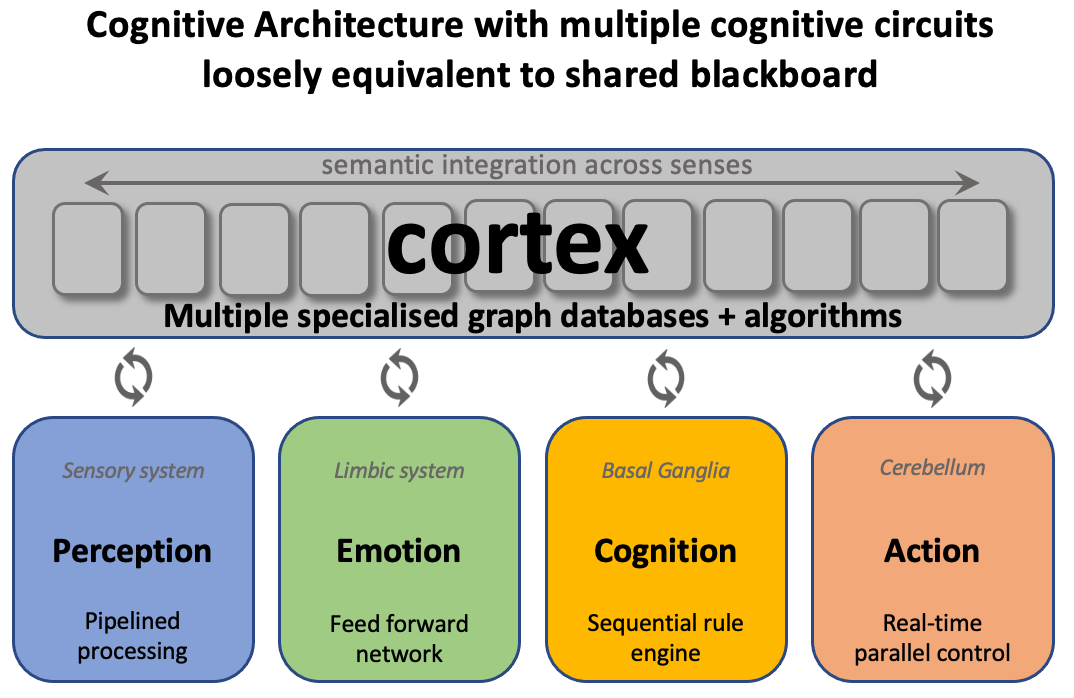 Cognitive Architecture with multiple cognitive circuits
loosely equivalent to shared blackboard
semantic integration across senses
cortex
Multiple specialised graph databases + algorithms
Sensory system
Perception
Pipelined
processing
Limbic system
Emotion
Feed forward
network
Basal Ganglia
Cognition
Sequential rule
engine
Cerebellum
Action
Real-time
parallel control